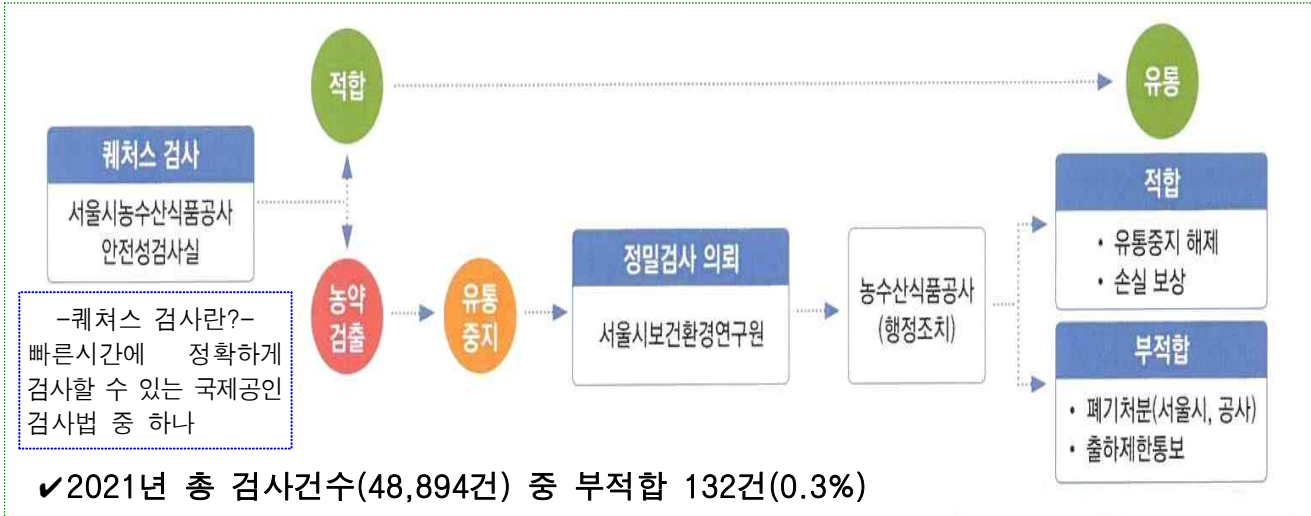 적합
유통
퀘처스 검사
서울시농수산식품공사
안전성검사실
농약
검출
유통
중지
정밀검사 의뢰
서울시보건환경연구원
농수산식품공사
(행정조치)
적합
• 유통중지 해제
• 손실 보상
부적합
• 폐기처분(서울시, 공사)
• 출하제한통보
-퀘쳐스 검사란?-
빠른시간에 정확하게
검사할 수 있는 국제공인
검사법 중 하나
✔2021년 총 검사건수(48,894건) 중 부적합 132건(0.3%)